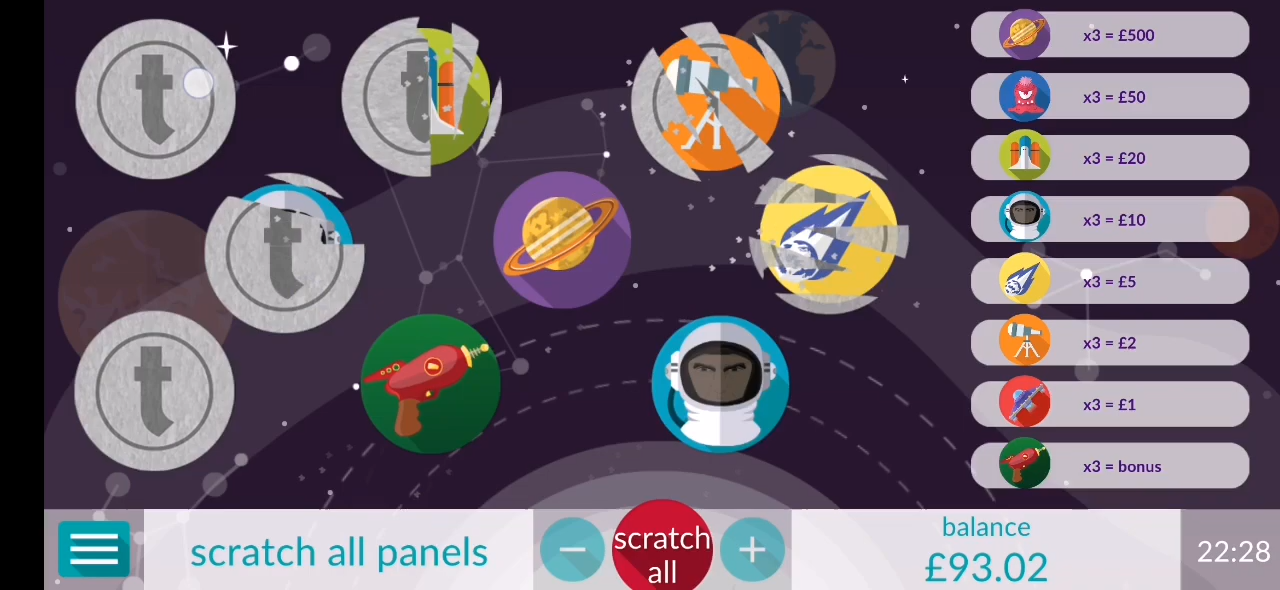 t
t
t
t
x3 = £500
x3 = £50
x3 = £20
x3 = £10
x3 = £5
x3 = £2
x3 = £1
x3 = bonus
scratch all panels
−
scratch
all
+
balance
£93.02
22:28